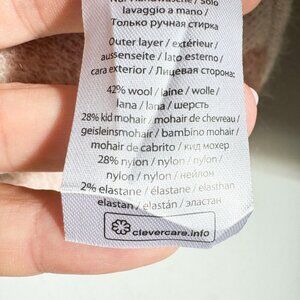 lavaggio a mano /
Только ручная стирка
Outer layer / extérieur /
aussenseite / lato esterno /
cara exterior / Лицевая сторона:
42% wool / laine / wolle /
lana / lana / шерсть
28% kid mohair / mohair de chevreau /
geisleinsmohair / bambino mohair /
mohair de cabrito / кид мохер
28% nylon / nylon / nylon /
nylon / nylon / нейлон
2% elastane / élastane / elasthan
elastan / elastán / эластан
clevercare.info